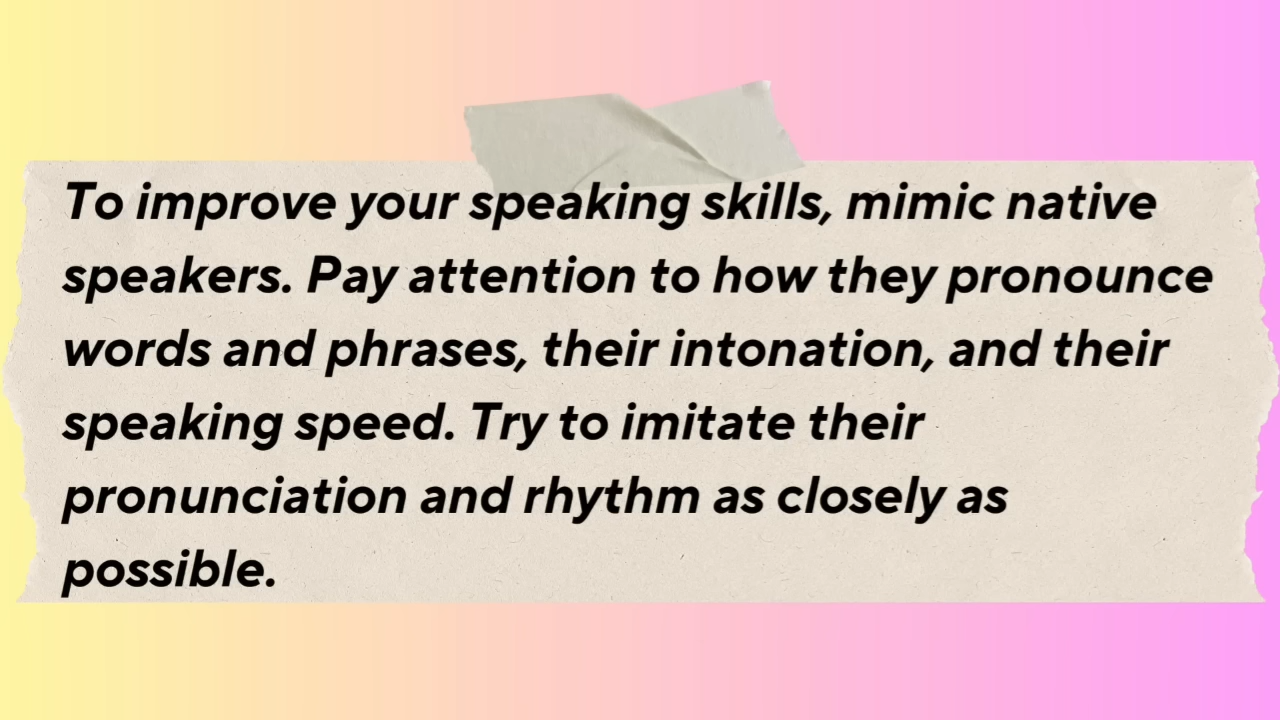 To improve your speaking skills, mimic native
speakers. Pay attention to how they pronounce
words and phrases, their intonation, and their
speaking speed. Try to imitate their
pronunciation and rhythm as closely as
possible.